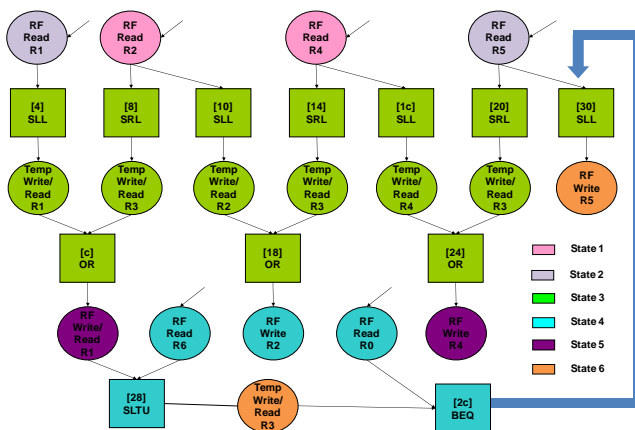 RF
Read
R1
RF
Read
R2
RF
Read
R4
RF
Read
R5
[4]
SLL
[8]
SRL
[10]
SLL
[14]
SRL
[1c]
SLL
[20]
SRL
[30]
SLL
Temp
Write/
Read
R1
Temp
Write/
Read
R3
Temp
Write/
Read
R2
Temp
Write/
Read
R3
Temp
Write/
Read
R4
Temp
Write/
Read
R3
RF
Write
R5
[c]
OR
[18]
OR
[24]
OR
State 1
State 2
State 3
State 4
State 5
State 6
RF
Write/
Read
R1
RF
Read
R6
RF
Write
R2
RF
Read
R0
RF
Write
R4
[28]
SLTU
Temp
Write/
Read
R3
[2c]
BEQ